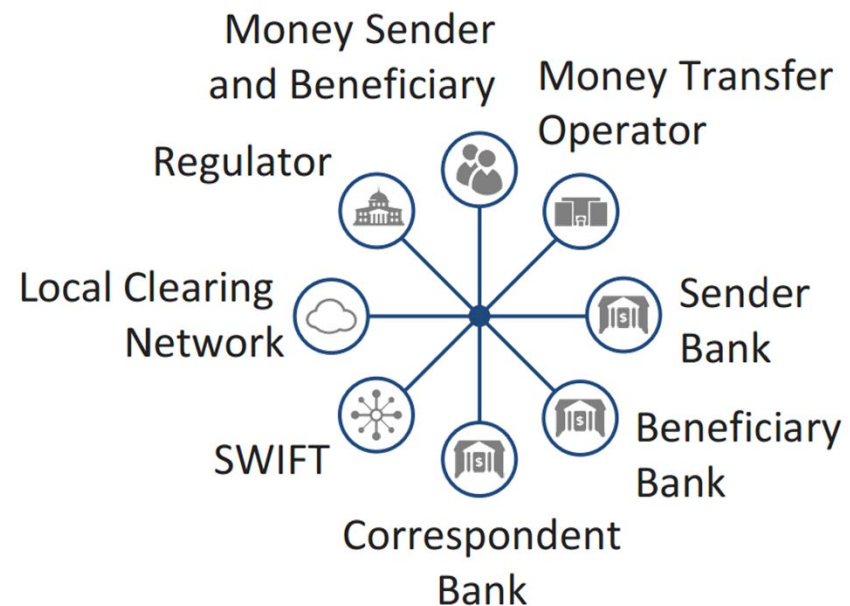 Money Sender
and Beneficiary
Money Transfer
Operator
Regulator
Local Clearing
Network
Sender
Bank
SWIFT
Beneficiary
Bank
Correspondent
Bank